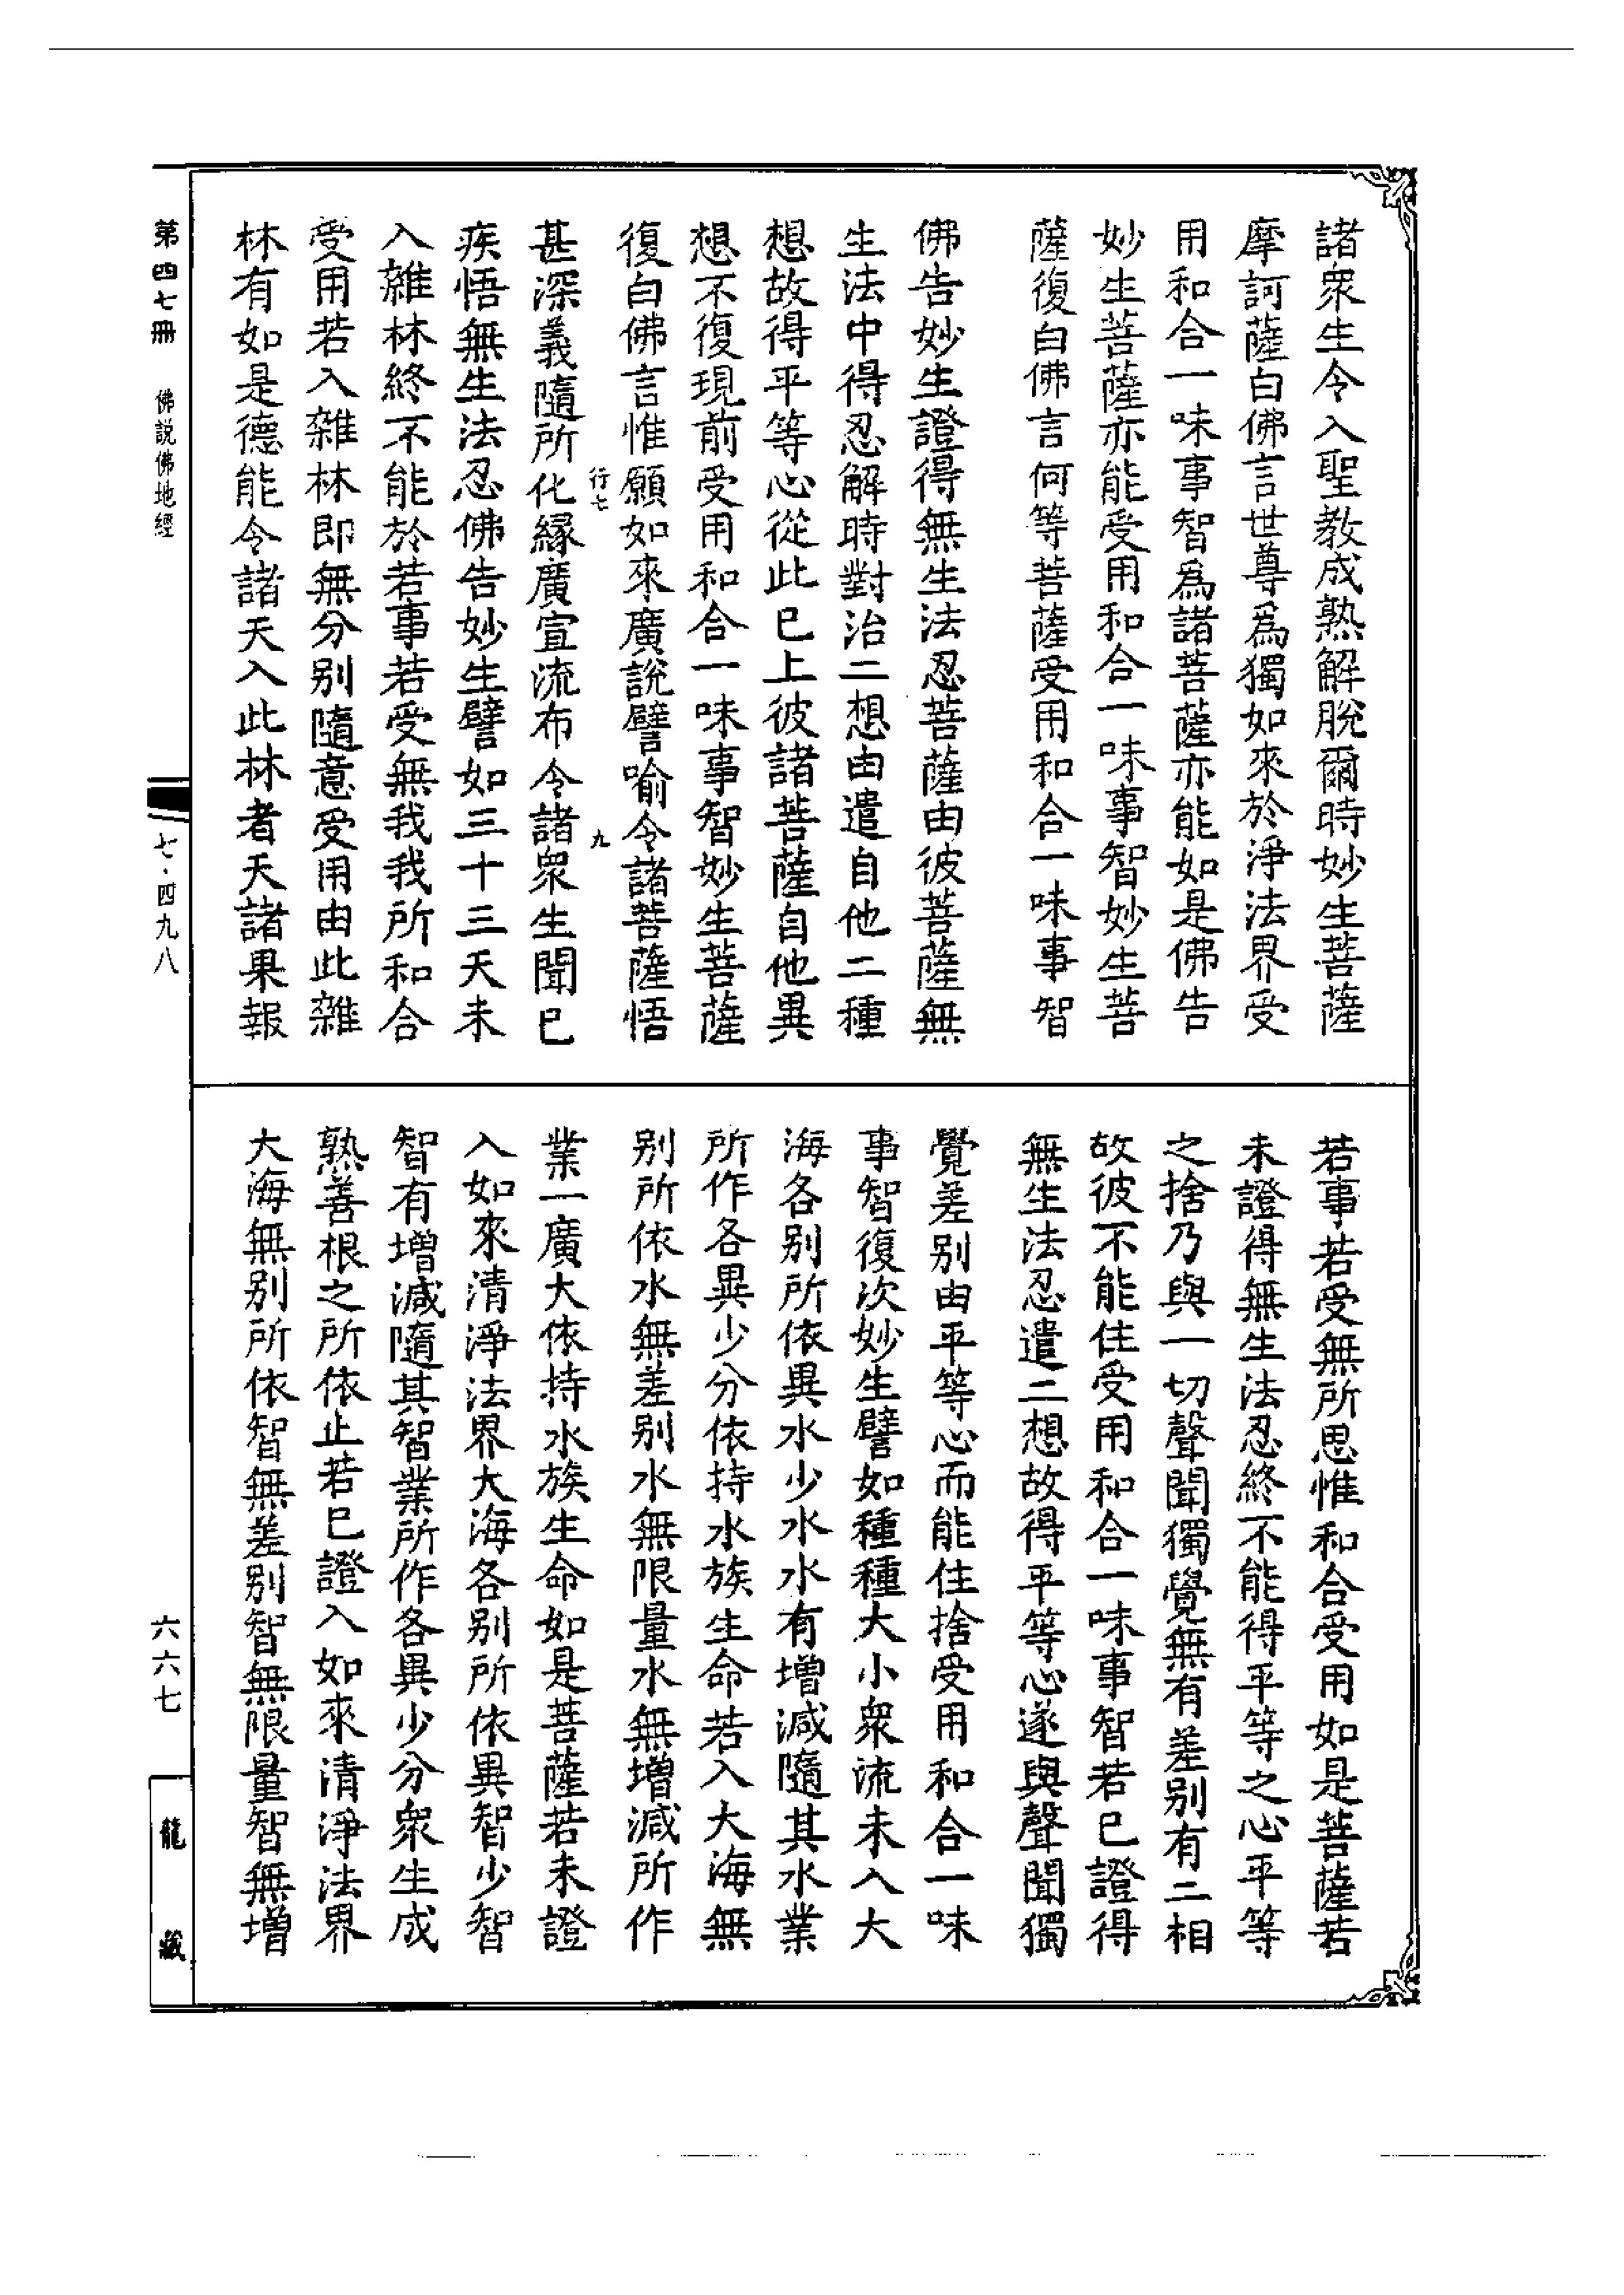 諸眾生令入聖教成熟解脫爾時妙生菩薩
摩訶薩白佛言世尊為獨如來於淨法界受
用和合一味事智為諸菩薩亦能如是佛告
妙生菩薩亦能受用和合一味事智妙生菩
薩復白佛言何等菩薩受用和合一味事智
佛告妙生證得無生法忍菩薩由彼菩薩無
生法中得忍解時對治二想由遣自他二種
想故得平等心從此已上彼諸菩薩自他異
想不復現前受用和合一味事智妙生菩薩
復白佛言惟願如來廣說譬喻令諸菩薩悟
行七 九
甚深義隨所化緣廣宣流布令諸眾生聞已
疾悟無生法忍佛告妙生譬如三十三天未
入雜林終不能於若事若受無我我所和合
受用若入雜林即無分別隨意受用由此雜
林有如是德能令諸天入此林者天諸果報
若事若受無所思惟和合受用如是菩薩若
未證得無生法忍終不能得平等之心平等
之捨乃與一切聲聞獨覺無有差別有二相
故彼不能住受用和合一味事智若已證得
無生法忍遣二想故得平等心遂與聲聞獨
覺差別由平等心而能住捨受用和合一味
事智復次妙生譬如種種大小眾流未入大
海各別所依異水少水水有增減隨其水業
所作各異少分依持水族生命若入大海無
別所依水無差別水無限量水無增減所作
業一廣大依持水族生命如是菩薩若未證
入如來清淨法界大海各別所依異智少智
智有增減隨其智業所作各異少分眾生成
熟善根之所依止若已證入如來清淨法界
大海無別所依智無差別智無限量智無增
第四七冊 佛說佛地經
七·四九八
六六七
龍藏